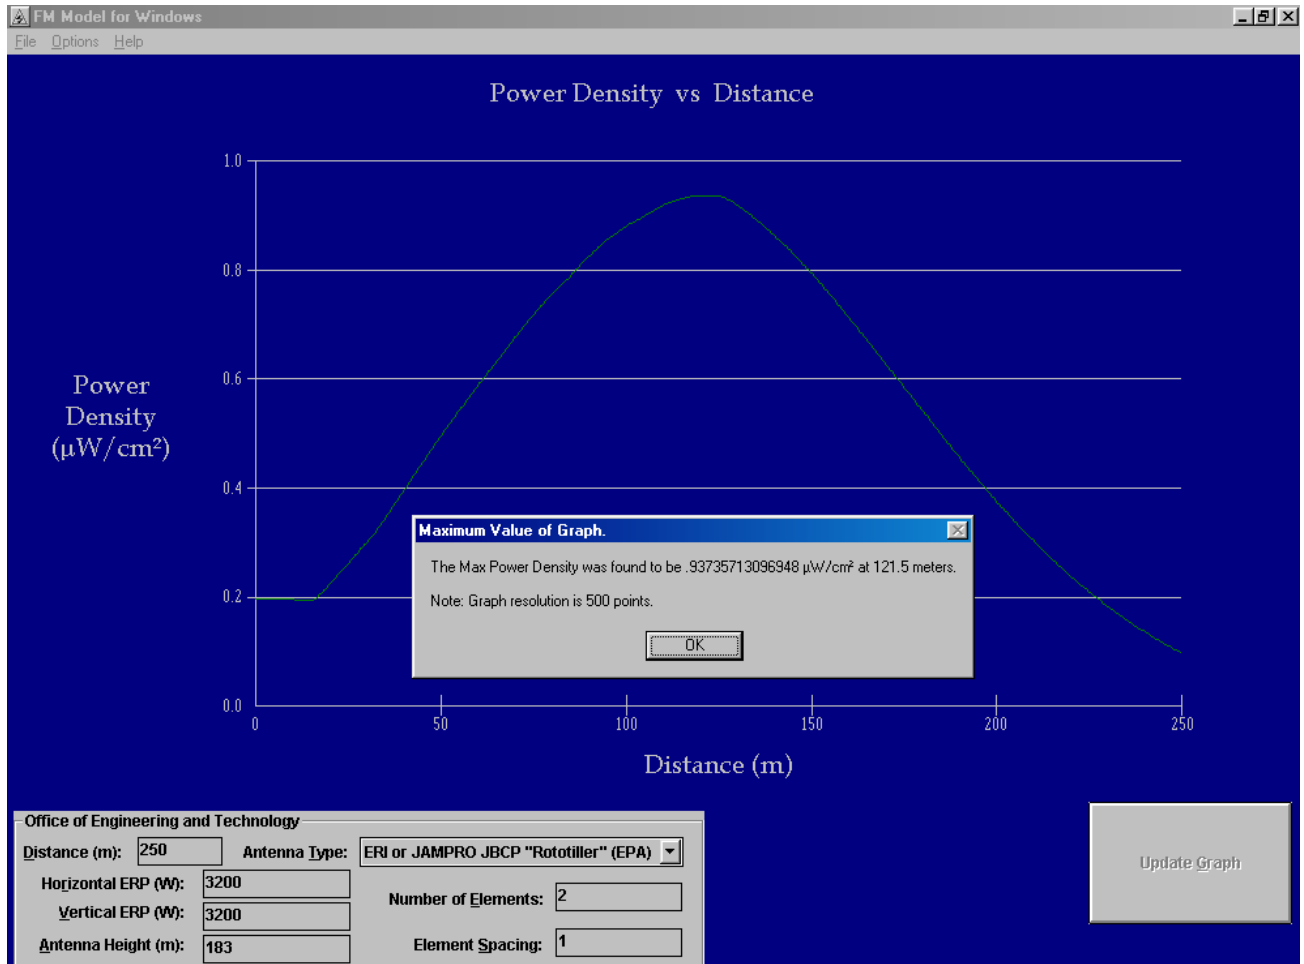 FM Model for Windows
File Options Help
Power Density vs Distance
1.0
0.8
0.6
0.4
0.2
0.0
Power
Density
(µW/cm²)
Maximum Value of Graph.
The Max Power Density was found to be .93735713096948 µW/cm² at 121.5 meters.
Note: Graph resolution is 500 points.
OK
0 50 100 150 200 250
Distance (m)
Office of Engineering and Technology
Distance (m): 250 Antenna Type: ERI or JAMPRO JBCP "Rototiller" (EPA)
Horizontal ERP (W): 3200
Vertical ERP (W): 3200
Antenna Height (m): 183
Number of Elements: 2
Element Spacing: 1
Update Graph